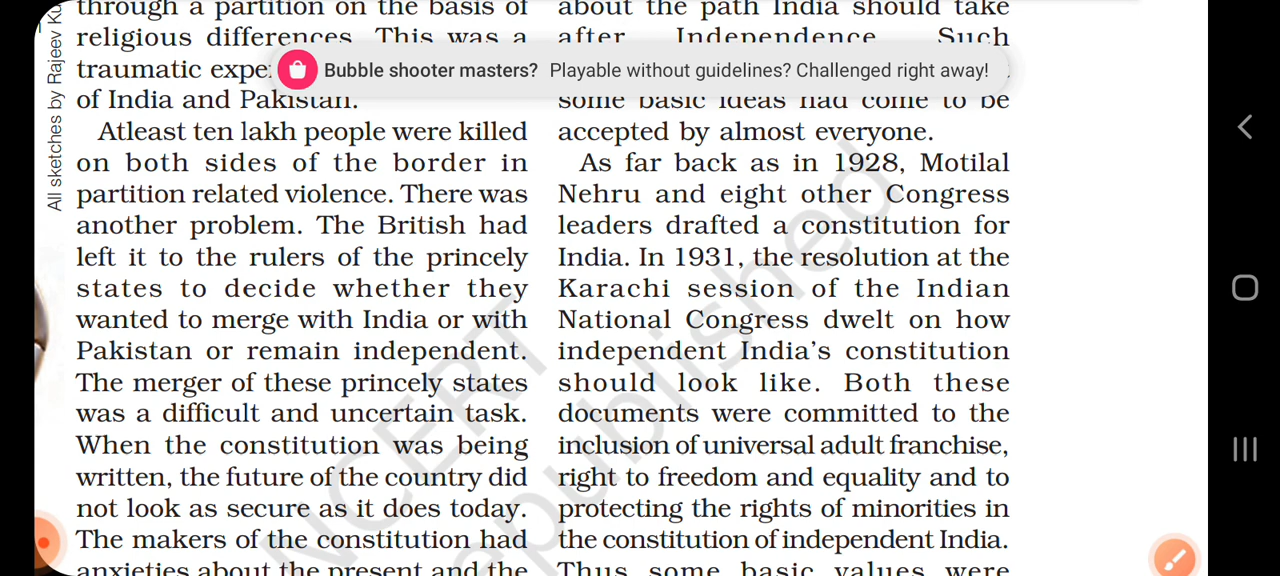 All sketches by Rajeev Ku
through a partition on the basis of
religious differences. This was a
traumatic expe
of India and Pakistan.
Atleast ten lakh people were killed
on both sides of the border in
partition related violence. There was
another problem. The British had
left it to the rulers of the princely
states to decide whether they
wanted to merge with India or with
Pakistan or remain independent.
The merger of these princely states
was a difficult and uncertain task.
When the constitution was being
written, the future of the country did
not look as secure as it does today.
The makers of the constitution had
anxieties about the present and the
about the path India should take
after Independence. Such
some basic ideas had come to be
accepted by almost everyone.
As far back as in 1928, Motilal
Nehru and eight other Congress
leaders drafted a constitution for
India. In 1931, the resolution at the
Karachi session of the Indian
National Congress dwelt on how
independent India's constitution
should look like. Both these
documents were committed to the
inclusion of universal adult franchise,
right to freedom and equality and to
protecting the rights of minorities in
the constitution of independent India.
Thus some basic values were
Bubble shooter masters? Playable without guidelines? Challenged right away!
NCERT
epublished